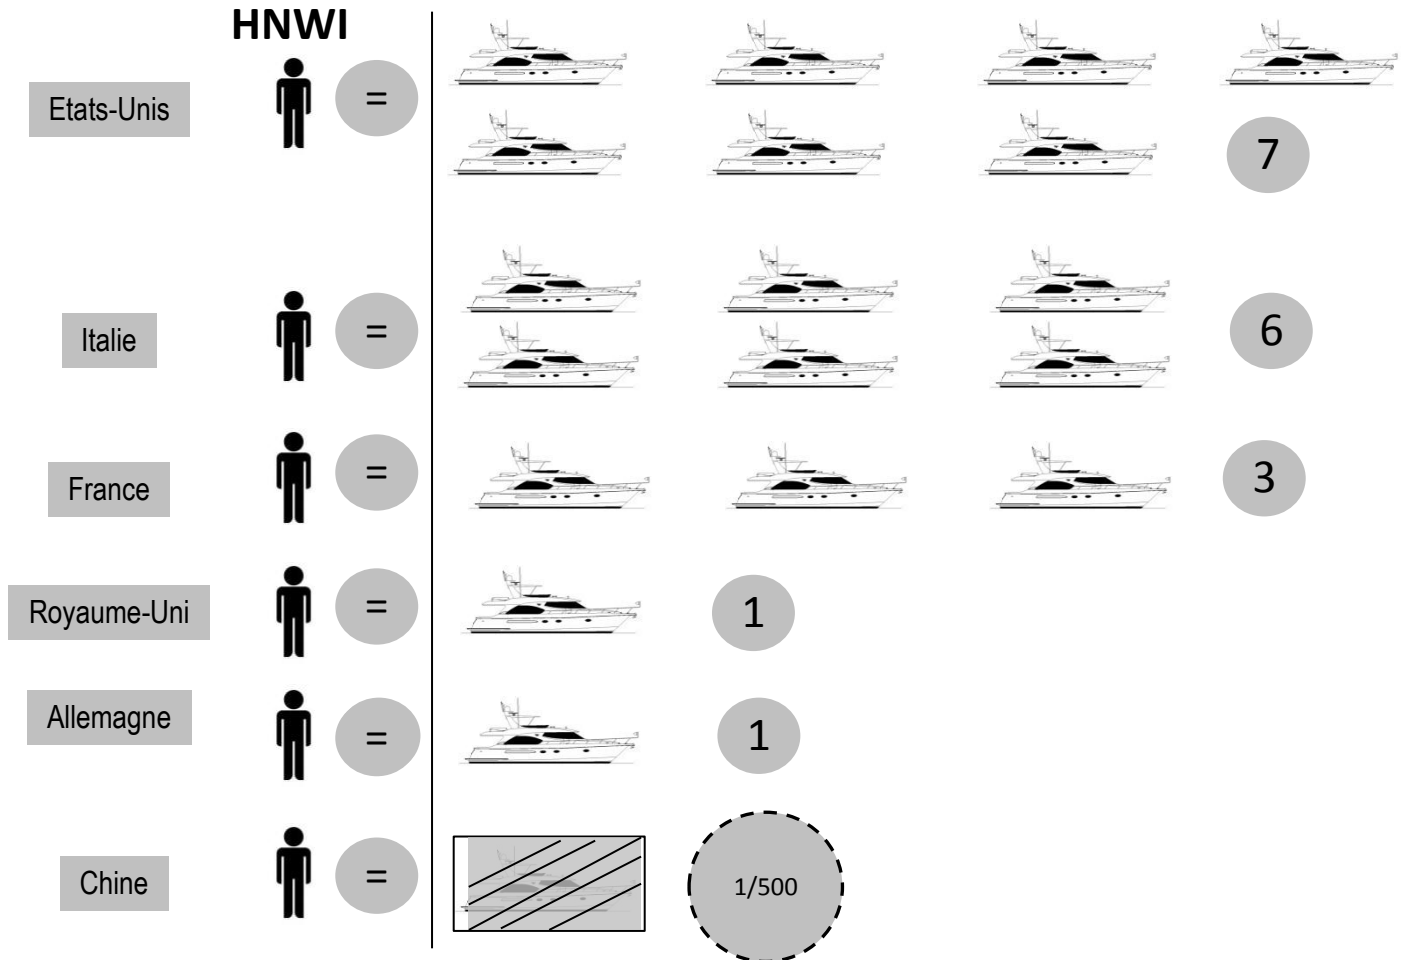 HNWI
Etats-Unis
=
7
Italie
=
6
France
=
3
Royaume-Uni
=
1
Allemagne
=
1
Chine
=
1/500